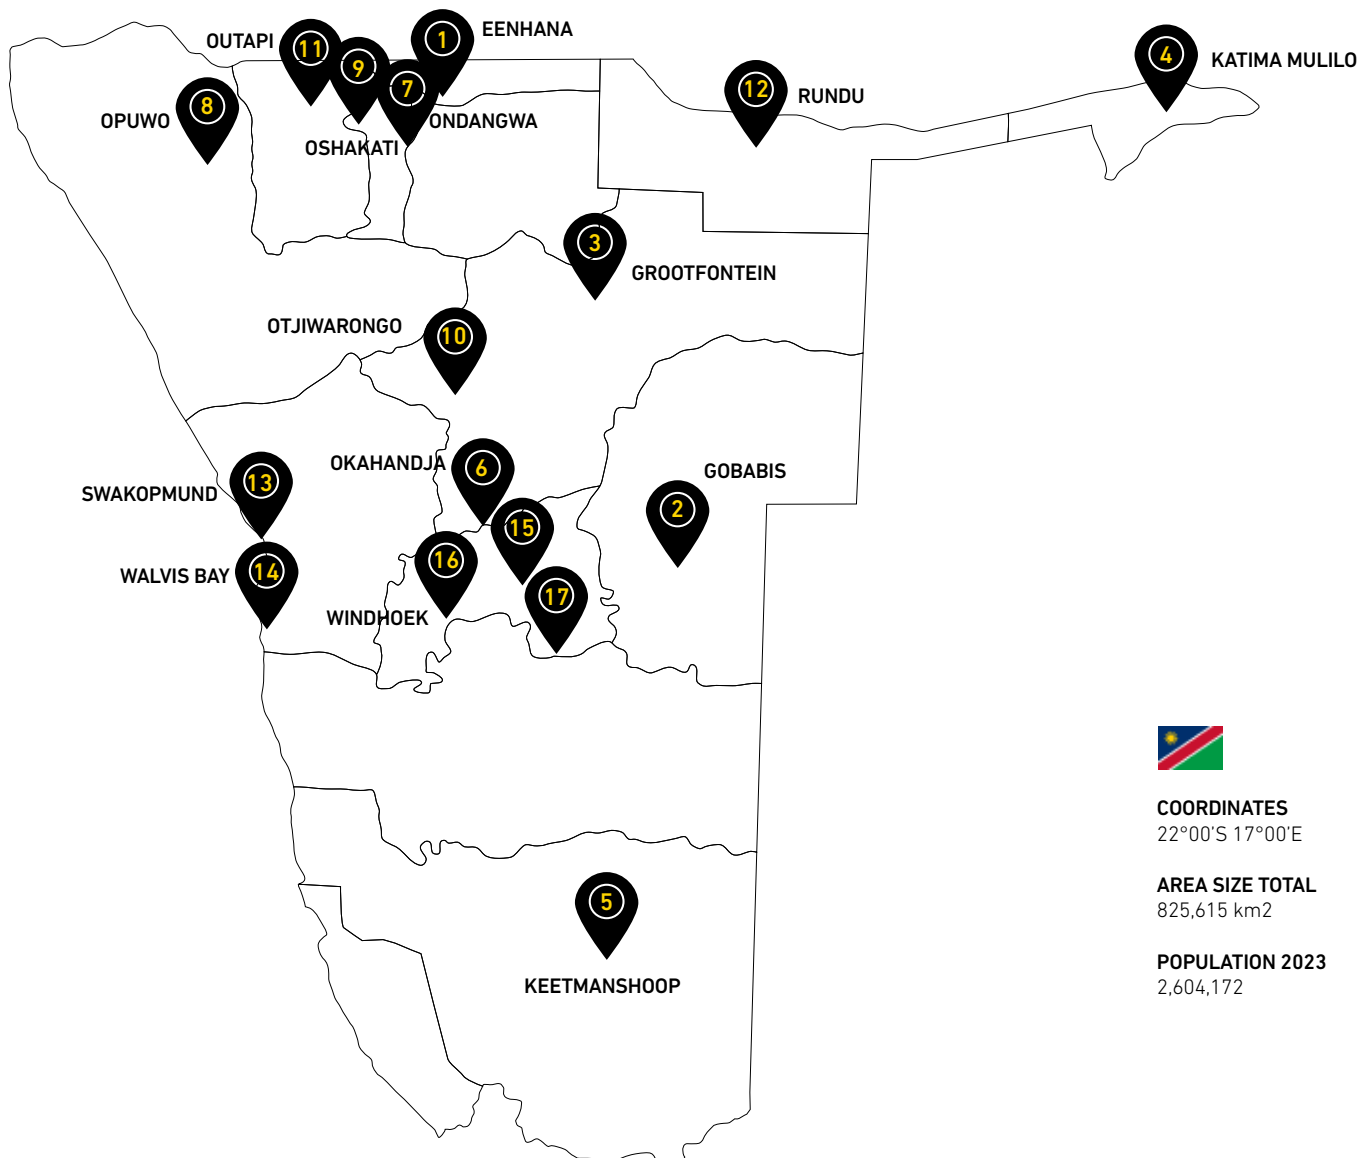 1
EENHANA
OUTAPI
11
9
7
4
KATIMA MULILO
8
12
RUNDU
OPUWO
ONDANGWA
OSHAKATI
3
GROOTFONTEIN
OTJIWARONGO
10
OKAHANDJA
6
GOBABIS
13
SWAKOPMUND
2
15
16
14
WALVIS BAY
17
WINDHOEK
COORDINATES
22°00'S 17°00'E
AREA SIZE TOTAL
825,615 km2
5
POPULATION 2023
2,604,172
KEETMANSHOOP